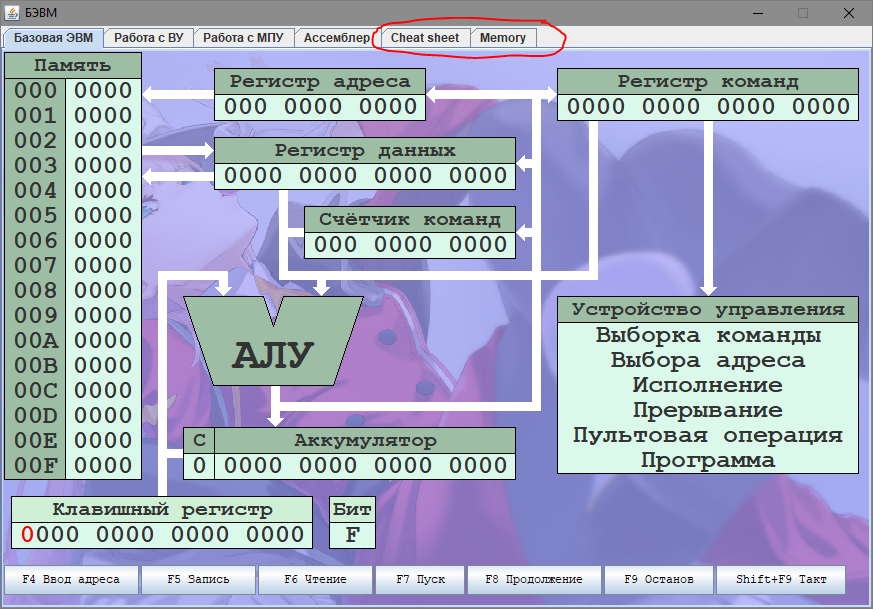 БЭВМ
Базовая ЭВМ Работа с ВУ Работа с МПУ Ассемблер Cheat sheet Memory
Память
000 0000
001 0000
002 0000
003 0000
004 0000
005 0000
006 0000
007 0000
008 0000
009 0000
00A 0000
00B 0000
00C 0000
00D 0000
00E 0000
00F 0000
Регистр адреса
000 0000 0000
Регистр команд
0000 0000 0000 0000
Регистр данных
0000 0000 0000 0000
Счётчик команд
000 0000 0000
АЛУ
Устройство управления
Выборка команды
Выбора адреса
Исполнение
Прерывание
Пультовая операция
Программа
С Аккумулятор
0 0000 0000 0000 0000
Клавишный регистр
0000 0000 0000 0000
Бит
F
F4 Ввод адреса F5 Запись F6 Чтение F7 Пуск F8 Продолжение F9 Останов Shift+F9 Такт